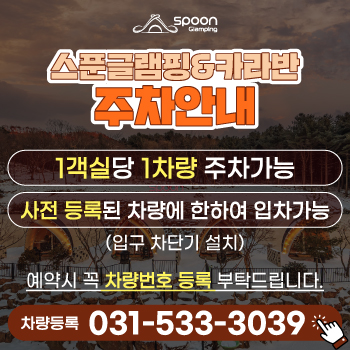 spoon
Glamping
스푼글램핑&카라반
주차안내
1객실당 1차량 주차가능
사전 등록된 차량에 한하여 입차가능
(입구 차단기 설치)
예약시 꼭 차량번호 등록 부탁드립니다.
차량등록 031-533-3039